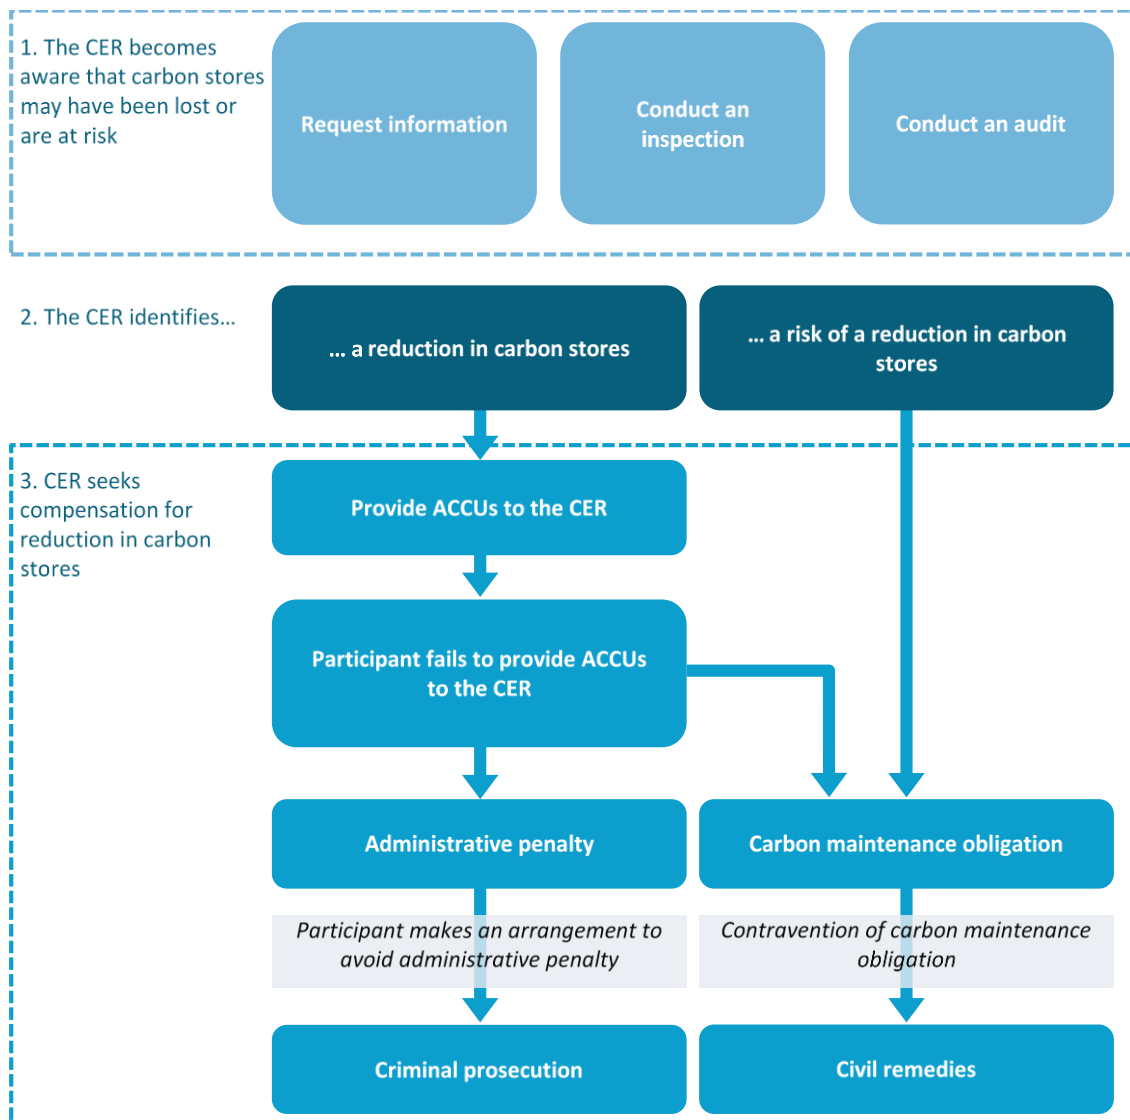 1. The CER becomes
aware that carbon stores
may have been lost or
are at risk
Request information
Conduct an
inspection
Conduct an audit
2. The CER identifies...
... a reduction in carbon stores
... a risk of a reduction in carbon
stores
3. CER seeks
compensation for
reduction in carbon
stores
Provide ACCUs to the CER
Participant fails to provide ACCUs
to the CER
Administrative penalty
Carbon maintenance obligation
Participant makes an arrangement to
avoid administrative penalty
Contravention of carbon maintenance
obligation
Criminal prosecution
Civil remedies